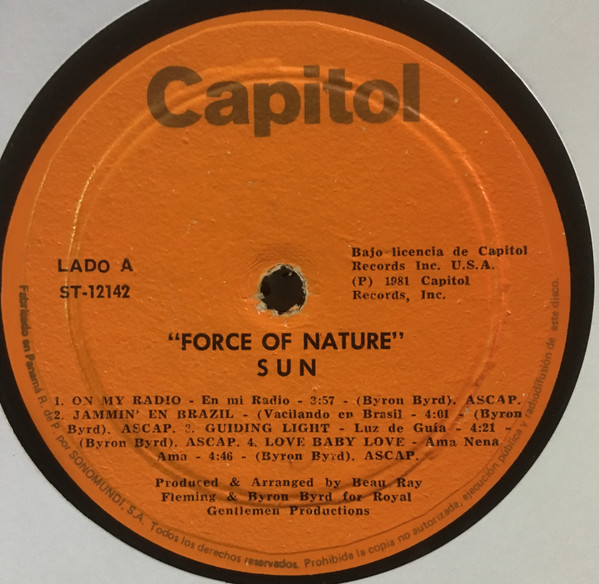 Capitol
LADO A
ST-12142
Bajo licencia de Capitol
Records Inc. U.S.A.
(P) 1981 Capitol
Records, Inc.
"FORCE OF NATURE"
SUN
1. ON MY RADIO - En mi Radio - 3:57 - (Byron Byrd). ASCAP.
2. JAMMIN' EN BRAZIL - (Vacilando en Brasil - 4:01 - (Byron
Byrd). ASCAP. 3. GUIDING LIGHT - Luz de Guía - 4:21 -
(Byron Byrd). ASCAP. 4. LOVE BABY LOVE - Ama Nena
Ama - 4:46 - (Byron Byrd). ASCAP.
Produced & Arranged by Beau Ray
Fleming & Byron Byrd for Royal
Gentlemen Productions
Fabricado en Panamá R. de P. por SONOMUNDI, S.A. Todos los derechos reservados. Prohibida la copia no autorizada, ejecución pública y radiodifusión de este disco.